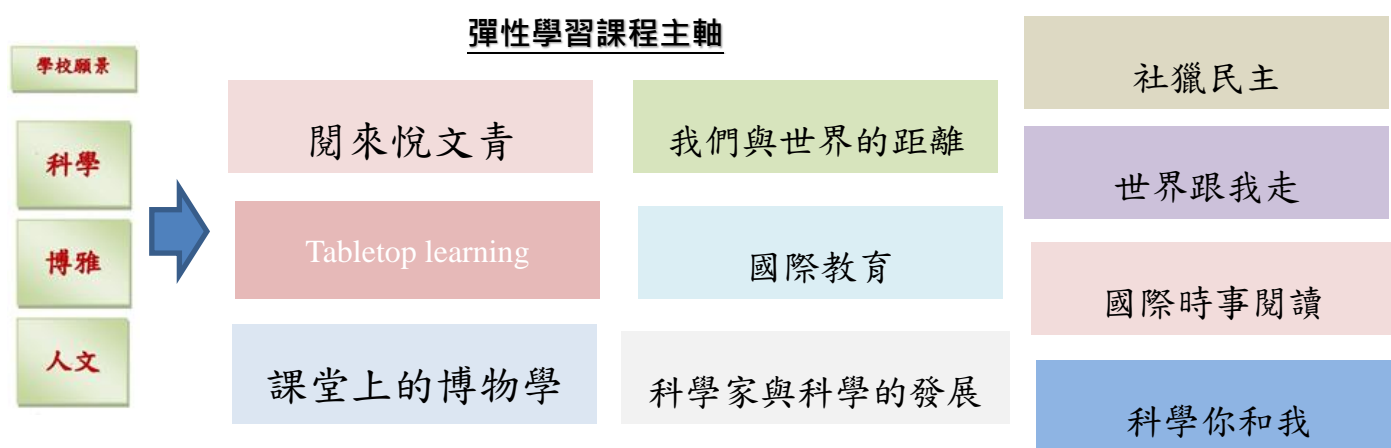 彈性學習課程主軸
學校願景
科學
博雅
人文
閱來悅文青
我們與世界的距離
社獵民主
Tabletop learning
國際教育
世界跟我走
課堂上的博物學
科學家與科學的發展
國際時事閱讀
科學你和我